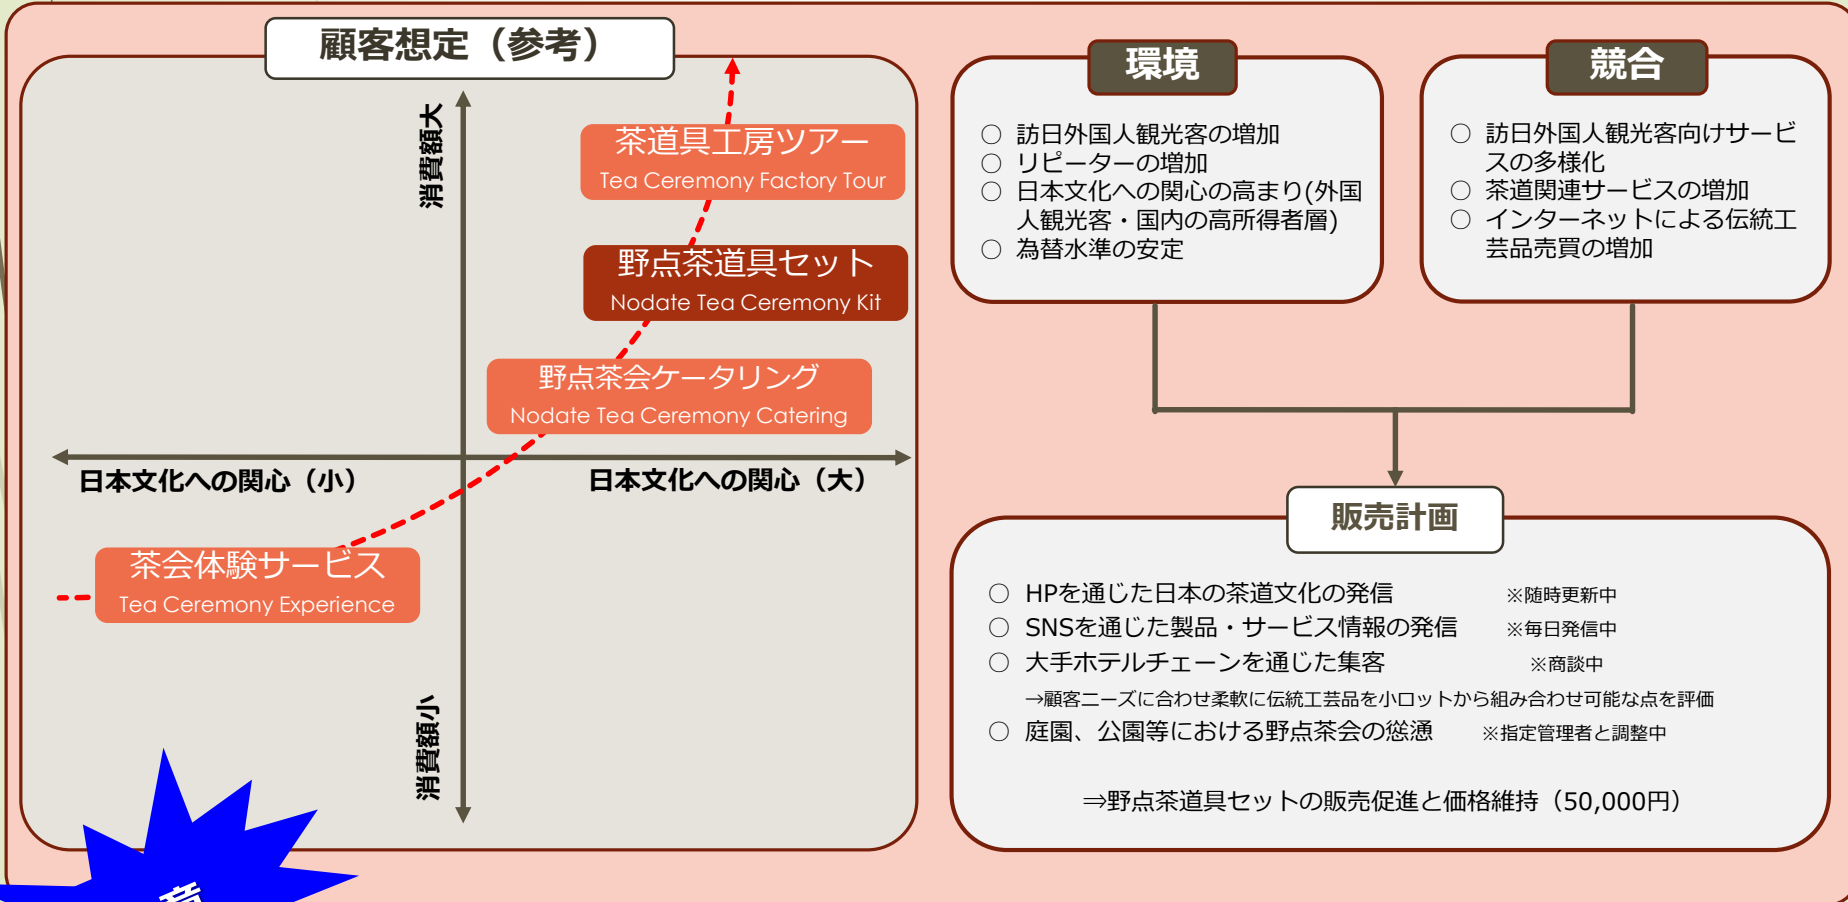 顧客想定（参考）
消費額大
茶道具工房ツアー
Tea Ceremony Factory Tour
野点茶道具セット
Nodate Tea Ceremony Kit
野点茶会ケータリング
Nodate Tea Ceremony Catering
日本文化への関心（小）
日本文化への関心（大）
茶会体験サービス
Tea Ceremony Experience
消費額小
環境
○ 訪日外国人観光客の増加
○ リピーターの増加
○ 日本文化への関心の高まり(外国
人観光客・国内の高所得者層)
○ 為替水準の安定
競合
○ 訪日外国人観光客向けサービ
スの多様化
○ 茶道関連サービスの増加
○ インターネットによる伝統工
芸品売買の増加
販売計画
○ HPを通じた日本の茶道文化の発信 ※随時更新中
○ SNSを通じた製品・サービス情報の発信 ※毎日発信中
○ 大手ホテルチェーンを通じた集客 ※商談中
→顧客ニーズに合わせ柔軟に伝統工芸品を小ロットから組み合わせ可能な点を評価
○ 庭園、公園等における野点茶会の慫慂 ※指定管理者と調整中
⇒野点茶道具セットの販売促進と価格維持（50,000円）